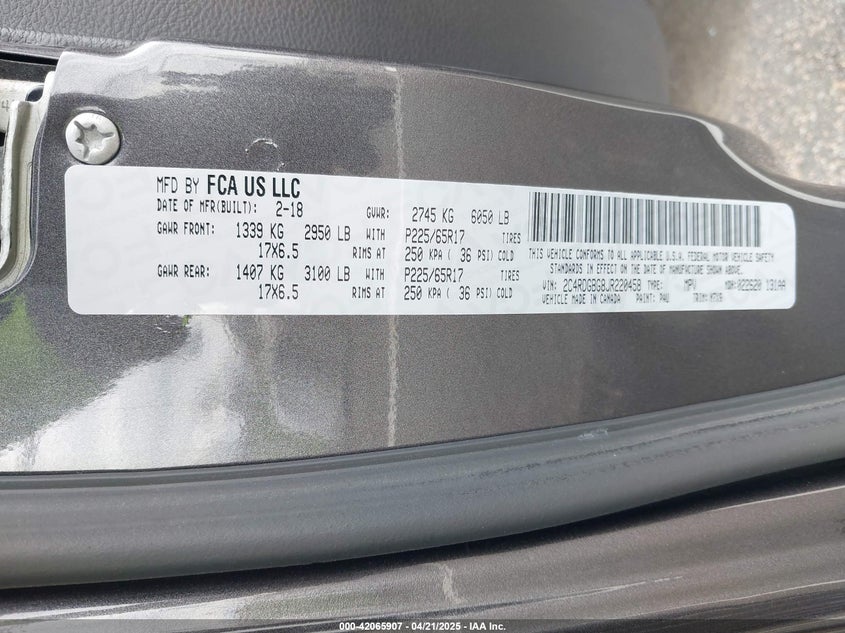 MFD BY FCA US LLC
DATE OF MFR(BUILT): 2-18 GVWR: 2745 KG 6050 LB
GAWR FRONT: 1339 KG 2950 LB WITH P225/65R17 TIRES
17X6.5 RIMS AT 250 KPA ( 36 PSI) COLD
GAWR REAR: 1407 KG 3100 LB WITH P225/65R17 TIRES
17X6.5 RIMS AT 250 KPA ( 36 PSI) COLD
THIS VEHICLE CONFORMS TO ALL APPLICABLE U.S.A. FEDERAL MOTOR VEHICLE SAFETY
STANDARDS IN EFFECT ON THE DATE OF MANUFACTURE SHOWN ABOVE.
VIN: 2C4RDGBG8JR220458 TYPE: MPV MDH: 022620 131AA
VEHICLE MADE IN CANADA PAINT: PAU TRIM:
000-42065907 - 04/21/2025 - IAA Inc.